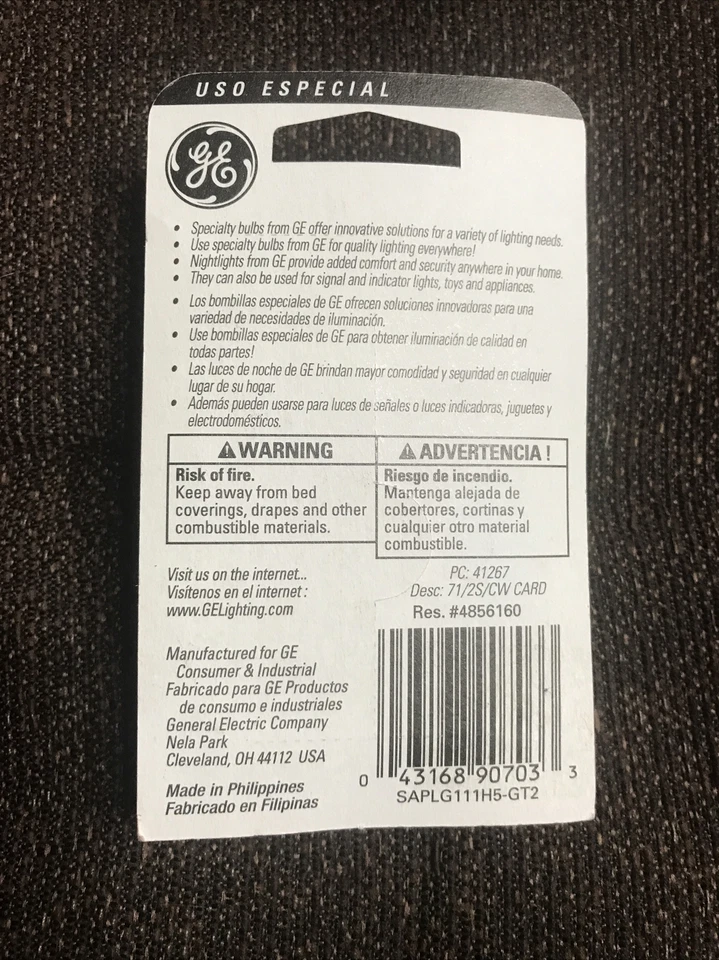 USO ESPECIAL
GE
• Specialty bulbs from GE offer innovative solutions for a variety of lighting needs.
• Use specialty bulbs from GE for quality lighting everywhere!
• Nightlights from GE provide added comfort and security anywhere in your home.
• They can also be used for signal and indicator lights, toys and appliances.
• Los bombillas especiales de GE ofrecen soluciones innovadoras para una
variedad de necesidades de iluminación.
• Use bombillas especiales de GE para obtener iluminación de calidad en
todas partes!
• Las luces de noche de GE brindan mayor comodidad y seguridad en cualquier
lugar de su hogar.
• Además pueden usarse para luces de señales o luces indicadoras, juguetes y
electrodomésticos.
⚠WARNING
Risk of fire.
Keep away from bed
coverings, drapes and other
combustible materials.
⚠ADVERTENCIA!
Riesgo de incendio.
Mantenga alejada de
cobertores, cortinas y
cualquier otro material
combustible.
Visit us on the internet...
Visítenos en el internet:
www.GELighting.com
PC: 41267
Desc: 71/2S/CW CARD
Res. #4856160
Manufactured for GE
Consumer & Industrial
Fabricado para GE Productos
de consumo e industriales
General Electric Company
Nela Park
Cleveland, OH 44112 USA
Made in Philippines
Fabricado en Filipinas
0 43168 90703 3
SAPLG111H5-GT2